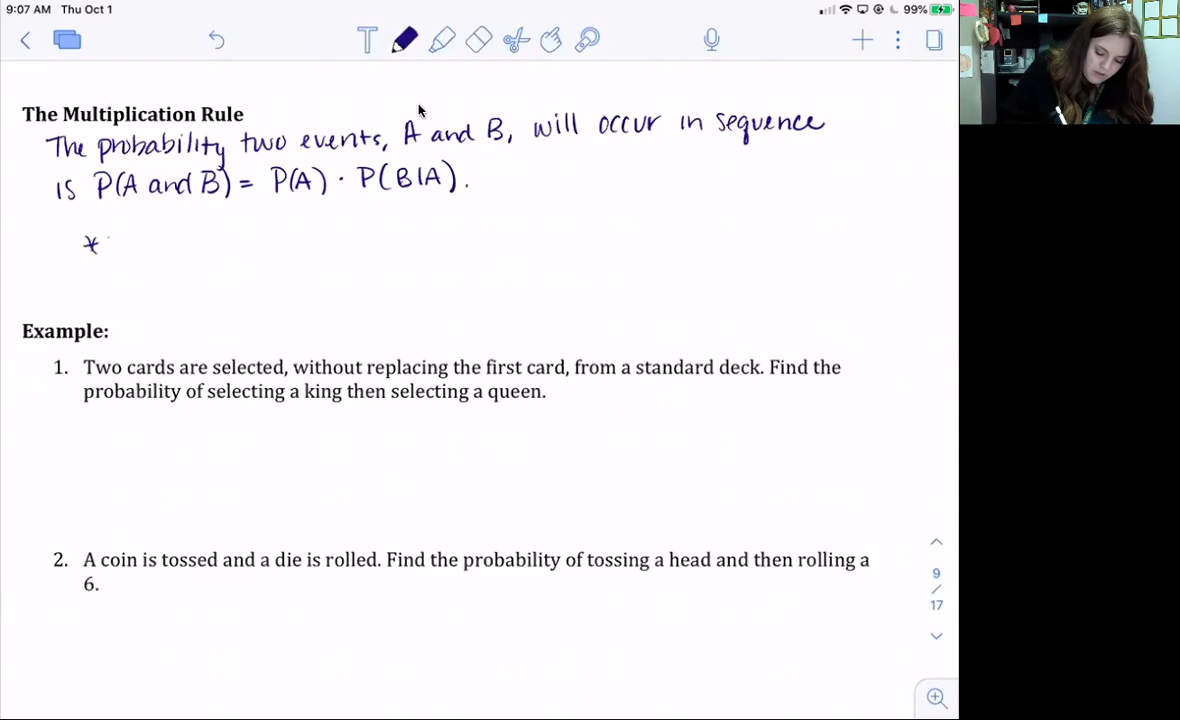 9:07 AM Thu Oct 1
99%
The Multiplication Rule
The probability two events, A and B, will occur in sequence
is P(A and B) = P(A) · P(B|A).
*
Example:
1. Two cards are selected, without replacing the first card, from a standard deck. Find the
probability of selecting a king then selecting a queen.
2. A coin is tossed and a die is rolled. Find the probability of tossing a head and then rolling a
6.
9
/
17